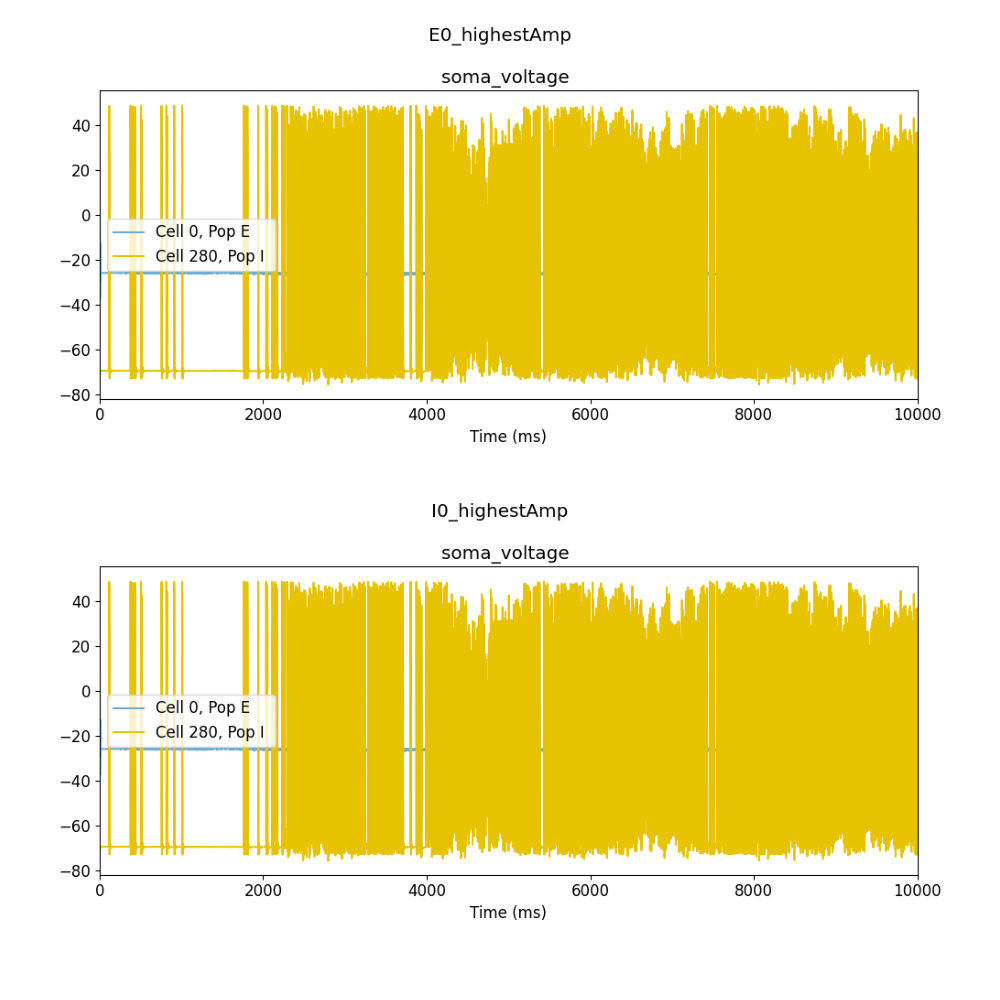 E0_highestAmp
soma_voltage
40
20
0
−20
−40
−60
−80
Cell 0, Pop E
Cell 280, Pop I
0 2000 4000 6000 8000 10000
Time (ms)
I0_highestAmp
soma_voltage
40
20
0
−20
−40
−60
−80
Cell 0, Pop E
Cell 280, Pop I
0 2000 4000 6000 8000 10000
Time (ms)